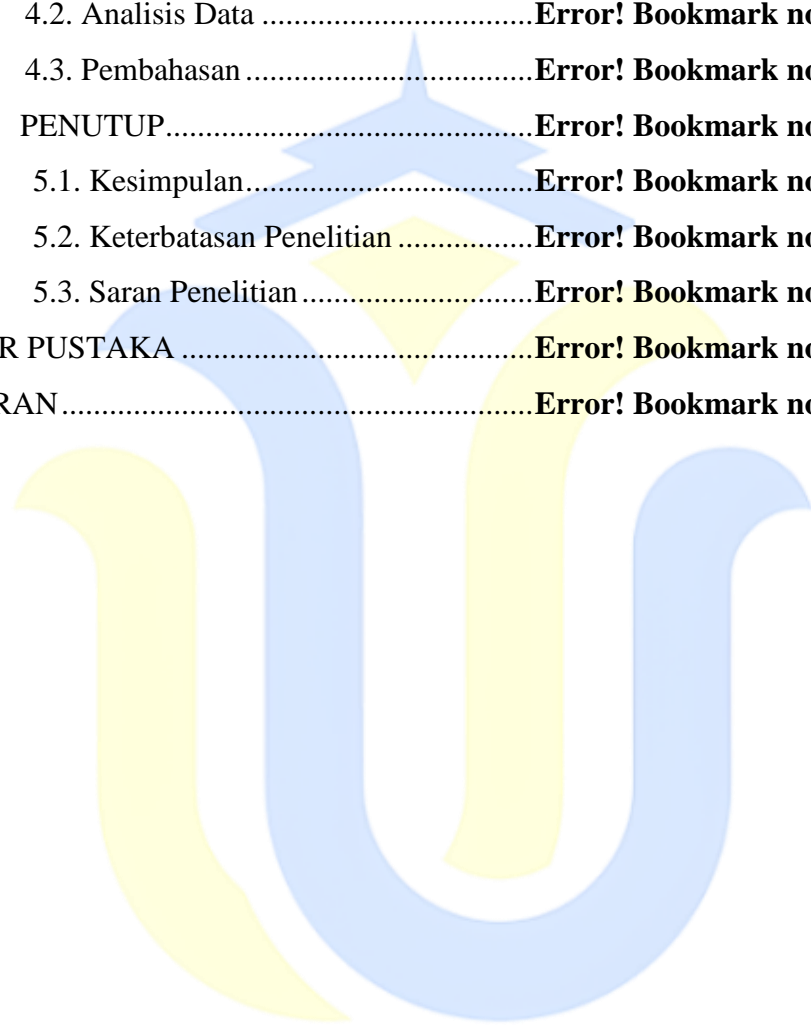 4.2. Analisis Data ..................................Error! Bookmark no
4.3. Pembahasan ....................................Error! Bookmark no
PENUTUP..............................................Error! Bookmark no
5.1. Kesimpulan....................................Error! Bookmark no
5.2. Keterbatasan Penelitian .................Error! Bookmark no
5.3. Saran Penelitian.............................Error! Bookmark no
R PUSTAKA ............................................Error! Bookmark no
RAN...........................................................Error! Bookmark no